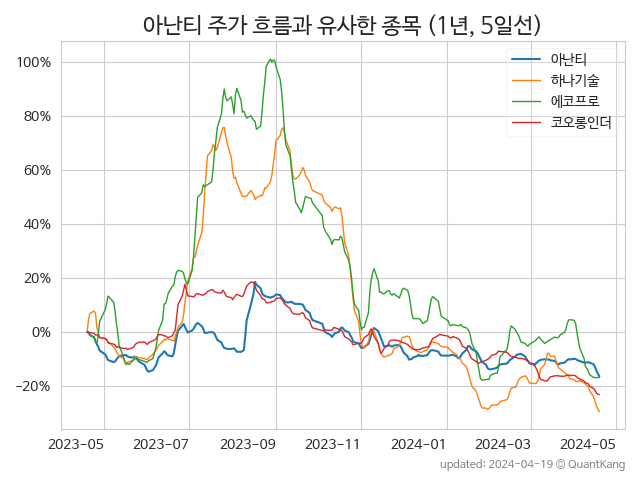 아난티 주가 흐름과 유사한 종목 (1년, 5일선)
아난티
하나기술
에코프로
코오롱인더
100%
80%
60%
40%
20%
0%
−20%
2023-05 2023-07 2023-09 2023-11 2024-01 2024-03 2024-05
updated: 2024-04-19 © QuantKang